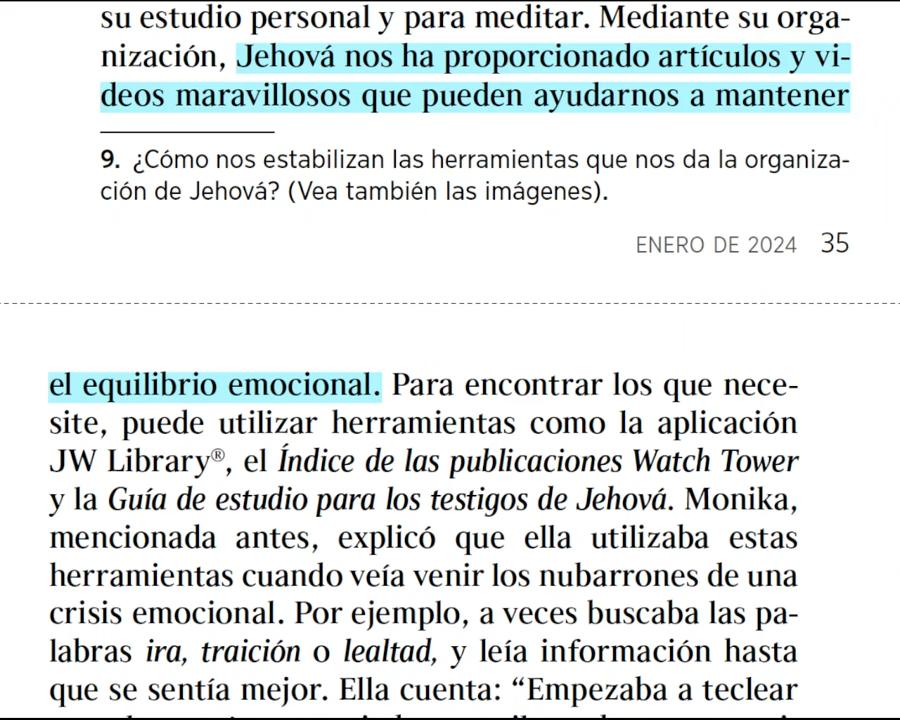 su estudio personal y para meditar. Mediante su orga-
nización, Jehová nos ha proporcionado artículos y vi-
deos maravillosos que pueden ayudarnos a mantener
9. ¿Cómo nos estabilizan las herramientas que nos da la organiza-
ción de Jehová? (Vea también las imágenes).
ENERO DE 2024 35
el equilibrio emocional. Para encontrar los que nece-
site, puede utilizar herramientas como la aplicación
JW Library®, el Índice de las publicaciones Watch Tower
y la Guía de estudio para los testigos de Jehová. Monika,
mencionada antes, explicó que ella utilizaba estas
herramientas cuando veía venir los nubarrones de una
crisis emocional. Por ejemplo, a veces buscaba las pa-
labras ira, traición o lealtad, y leía información hasta
que se sentía mejor. Ella cuenta: “Empezaba a teclear